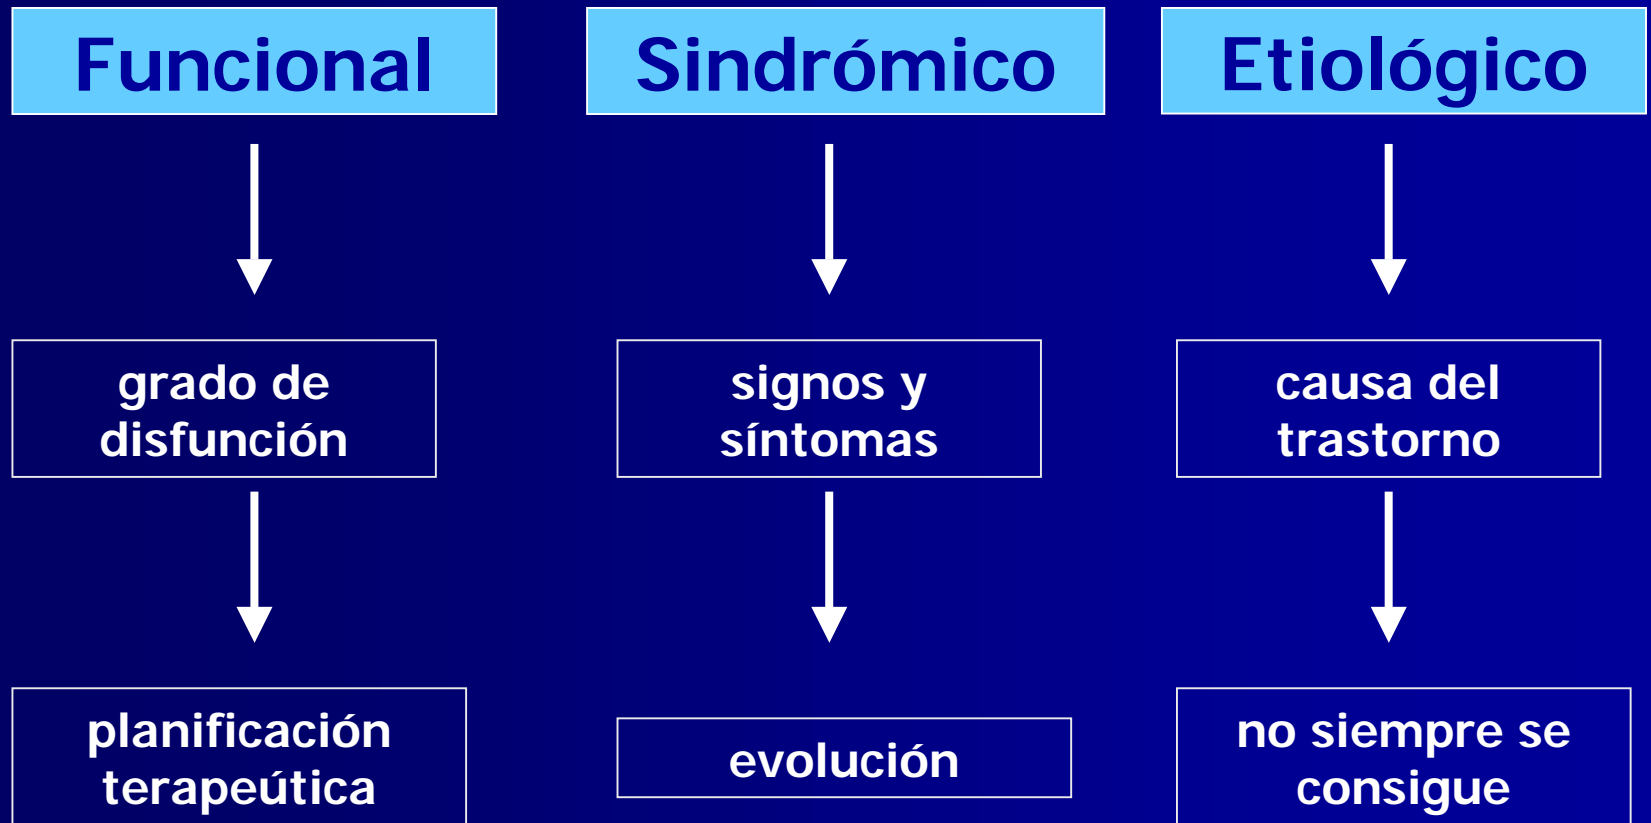 Funcional
Sindrómico
Etiológico
grado de
disfunción
signos y
síntomas
causa del
trastorno
planificación
terapeútica
evolución
no siempre se
consigue